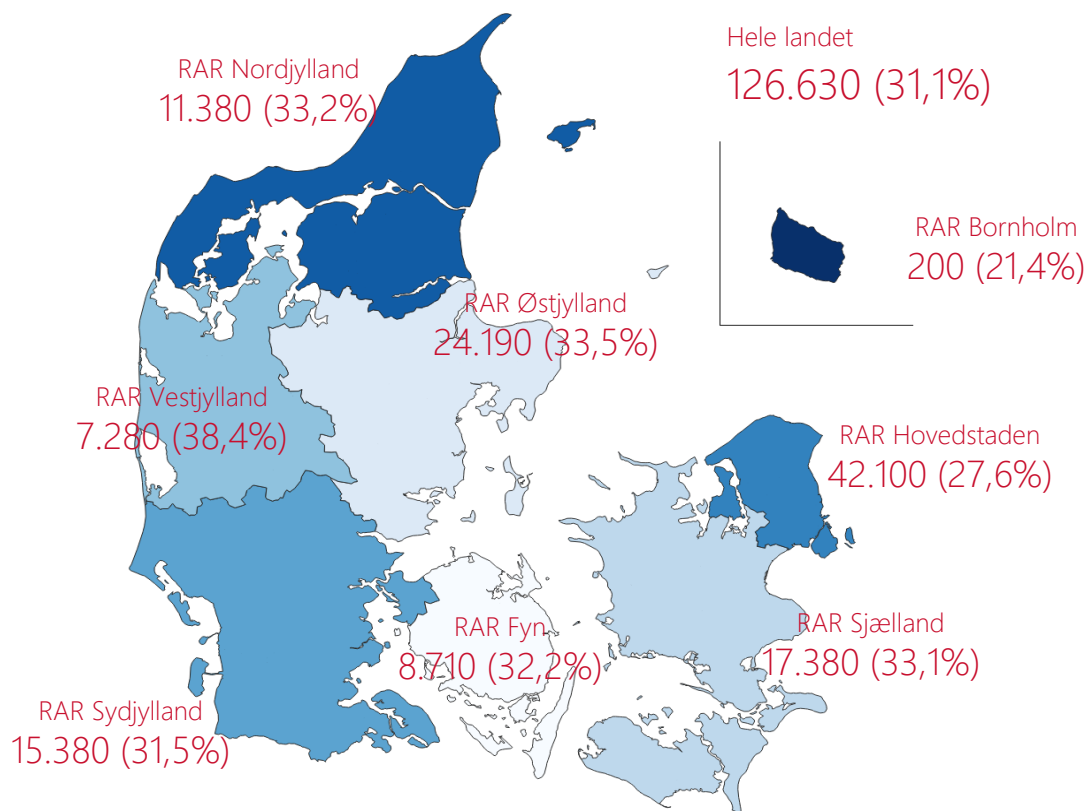 Hele landet
126.630 (31,1%)
RAR Nordjylland
11.380 (33,2%)
RAR Bornholm
200 (21,4%)
RAR Østjylland
24.190 (33,5%)
RAR Vestjylland
7.280 (38,4%)
RAR Hovedstaden
42.100 (27,6%)
RAR Fyn
8.710 (32,2%)
RAR Sjælland
17.380 (33,1%)
RAR Sydjylland
15.380 (31,5%)